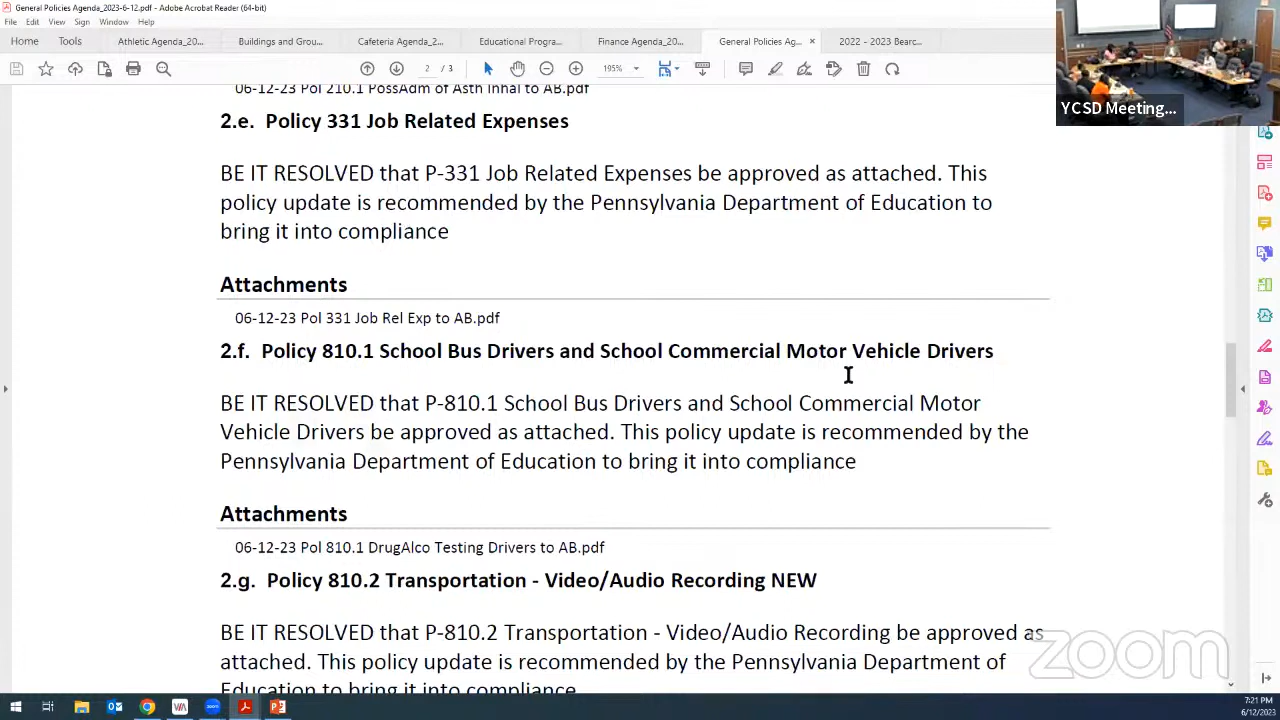 General Policies Agenda_2023-6-12.pdf - Adobe Acrobat Reader (64-bit)
File Edit View Sign Window Help
Home Tools Athletic Agenda_20... Buildings and Grou... Cafeteria Agenda_2... Educational Progra... Finance Agenda_20... General Policies Ag... × 2022 - 2023 Bearc...
2 / 3 195%
YCSD Meeting...
06-12-23 Pol 210.1 PossAdm of Asth Inhal to AB.pdf
2.e. Policy 331 Job Related Expenses
BE IT RESOLVED that P-331 Job Related Expenses be approved as attached. This
policy update is recommended by the Pennsylvania Department of Education to
bring it into compliance
Attachments
06-12-23 Pol 331 Job Rel Exp to AB.pdf
2.f. Policy 810.1 School Bus Drivers and School Commercial Motor Vehicle Drivers
BE IT RESOLVED that P-810.1 School Bus Drivers and School Commercial Motor
Vehicle Drivers be approved as attached. This policy update is recommended by the
Pennsylvania Department of Education to bring it into compliance
Attachments
06-12-23 Pol 810.1 DrugAlco Testing Drivers to AB.pdf
2.g. Policy 810.2 Transportation - Video/Audio Recording NEW
BE IT RESOLVED that P-810.2 Transportation - Video/Audio Recording be approved as
attached. This policy update is recommended by the Pennsylvania Department of
Education to bring it into compliance
zoom
7:21 PM
6/12/2023